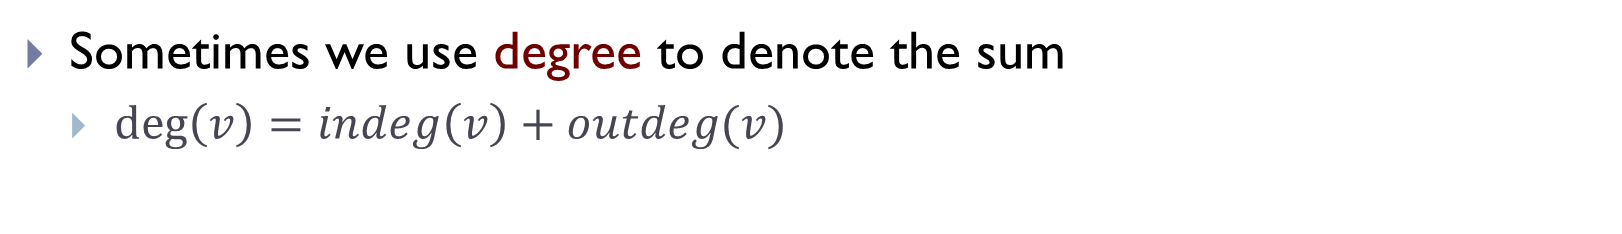 Sometimes we use degree to denote the sum
deg(v) = indeg(v) + outdeg(v)